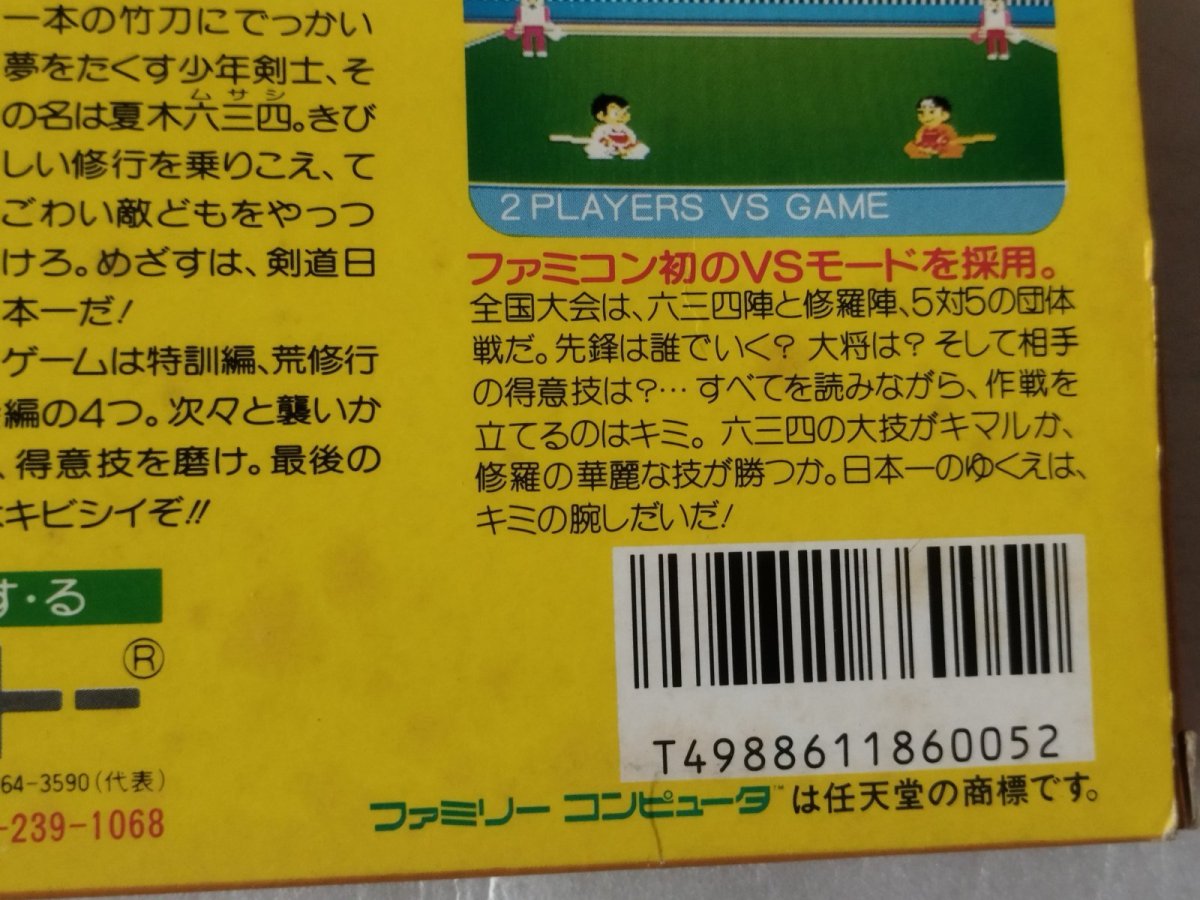 一本の竹刀にでっかい
夢をたくす少年剣士、そ
ムサシ
の名は夏木六三四。きび
しい修行を乗りこえ、て
ごわい敵どもをやっつ
けろ。めざすは、剣道日
本一だ!
ゲームは特訓編、荒修行
編の4つ。次々と襲いか
、得意技を磨け。最後の
キビシイぞ!!
す・る
®
64-3590(代表)
-239-1068
2 PLAYERS VS GAME
ファミコン初のVSモードを採用。
全国大会は、六三四陣と修羅陣、5対5の団体
戦だ。先鋒は誰でいく? 大将は? そして相手
の得意技は?…すべてを読みながら、作戦を
立てるのはキミ。六三四の大技がキマルか、
修羅の華麗な技が勝つか。日本一のゆくえは、
キミの腕しだいだ!
T4988611860052
ファミリー コンピュータ™は任天堂の商標です。